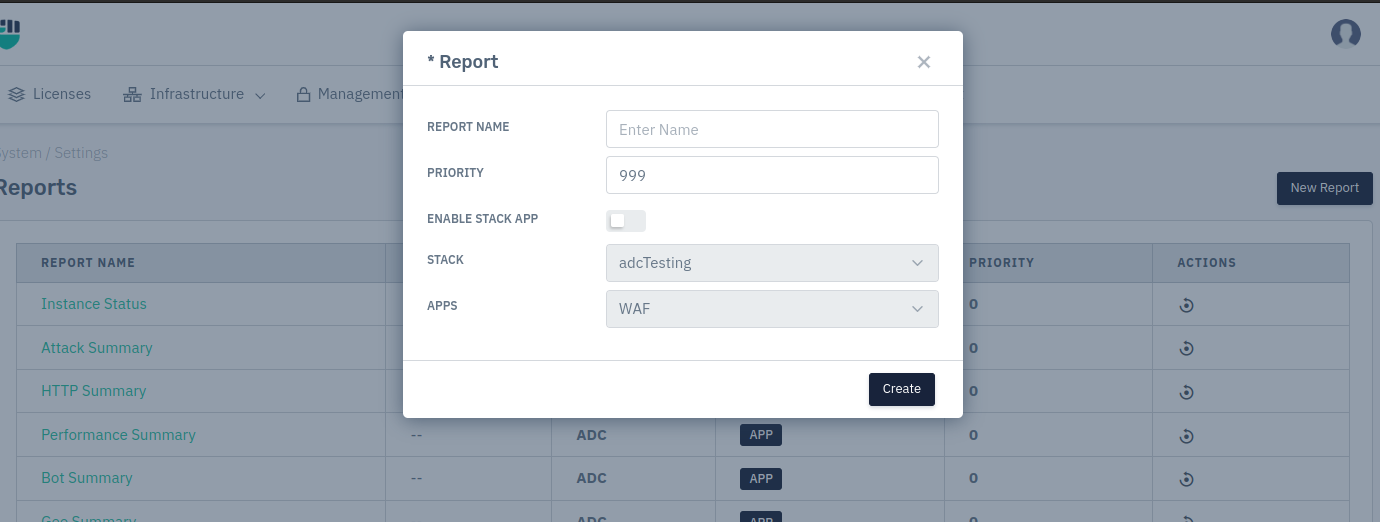 * Report
Licenses
Infrastructure
Management
REPORT NAME
Enter Name
PRIORITY
999
ENABLE STACK APP
STACK
adcTesting
APPS
WAF
Create
System / Settings
Reports
New Report
REPORT NAME PRIORITY ACTIONS
Instance Status 0
Attack Summary 0
HTTP Summary 0
Performance Summary -- ADC APP 0
Bot Summary -- ADC APP 0
Geo Summary ADC APP 0